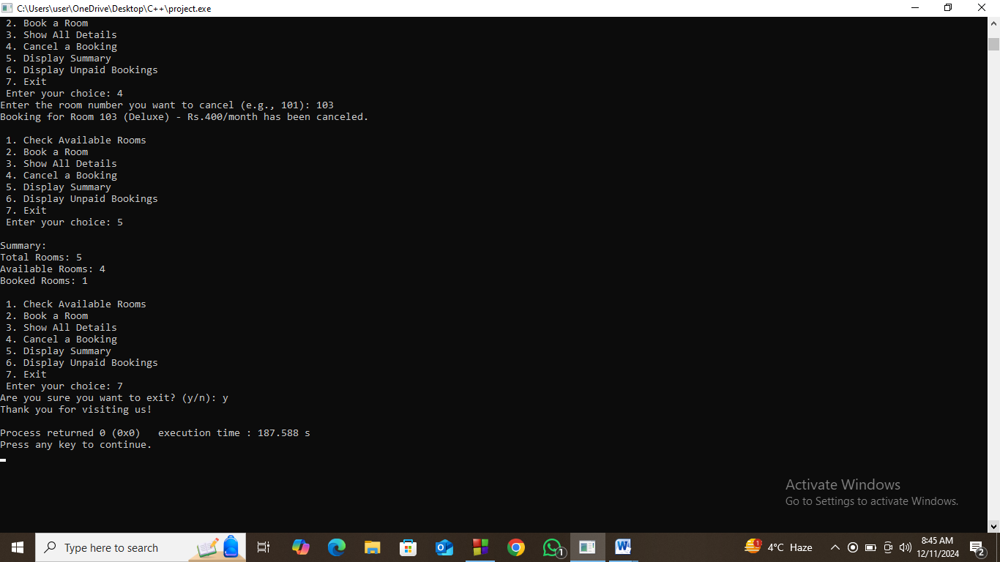 C:\Users\user\OneDrive\Desktop\C++\project.exe
2. Book a Room
3. Show All Details
4. Cancel a Booking
5. Display Summary
6. Display Unpaid Bookings
7. Exit
Enter your choice: 4
Enter the room number you want to cancel (e.g., 101): 103
Booking for Room 103 (Deluxe) - Rs.400/month has been canceled.
1. Check Available Rooms
2. Book a Room
3. Show All Details
4. Cancel a Booking
5. Display Summary
6. Display Unpaid Bookings
7. Exit
Enter your choice: 5
Summary:
Total Rooms: 5
Available Rooms: 4
Booked Rooms: 1
1. Check Available Rooms
2. Book a Room
3. Show All Details
4. Cancel a Booking
5. Display Summary
6. Display Unpaid Bookings
7. Exit
Enter your choice: 7
Are you sure you want to exit? (y/n): y
Thank you for visiting us!
Process returned 0 (0x0)   execution time : 187.588 s
Press any key to continue.
Activate Windows
Go to Settings to activate Windows.
Type here to search
1
1
4°C Haze
8:45 AM
12/11/2024
2